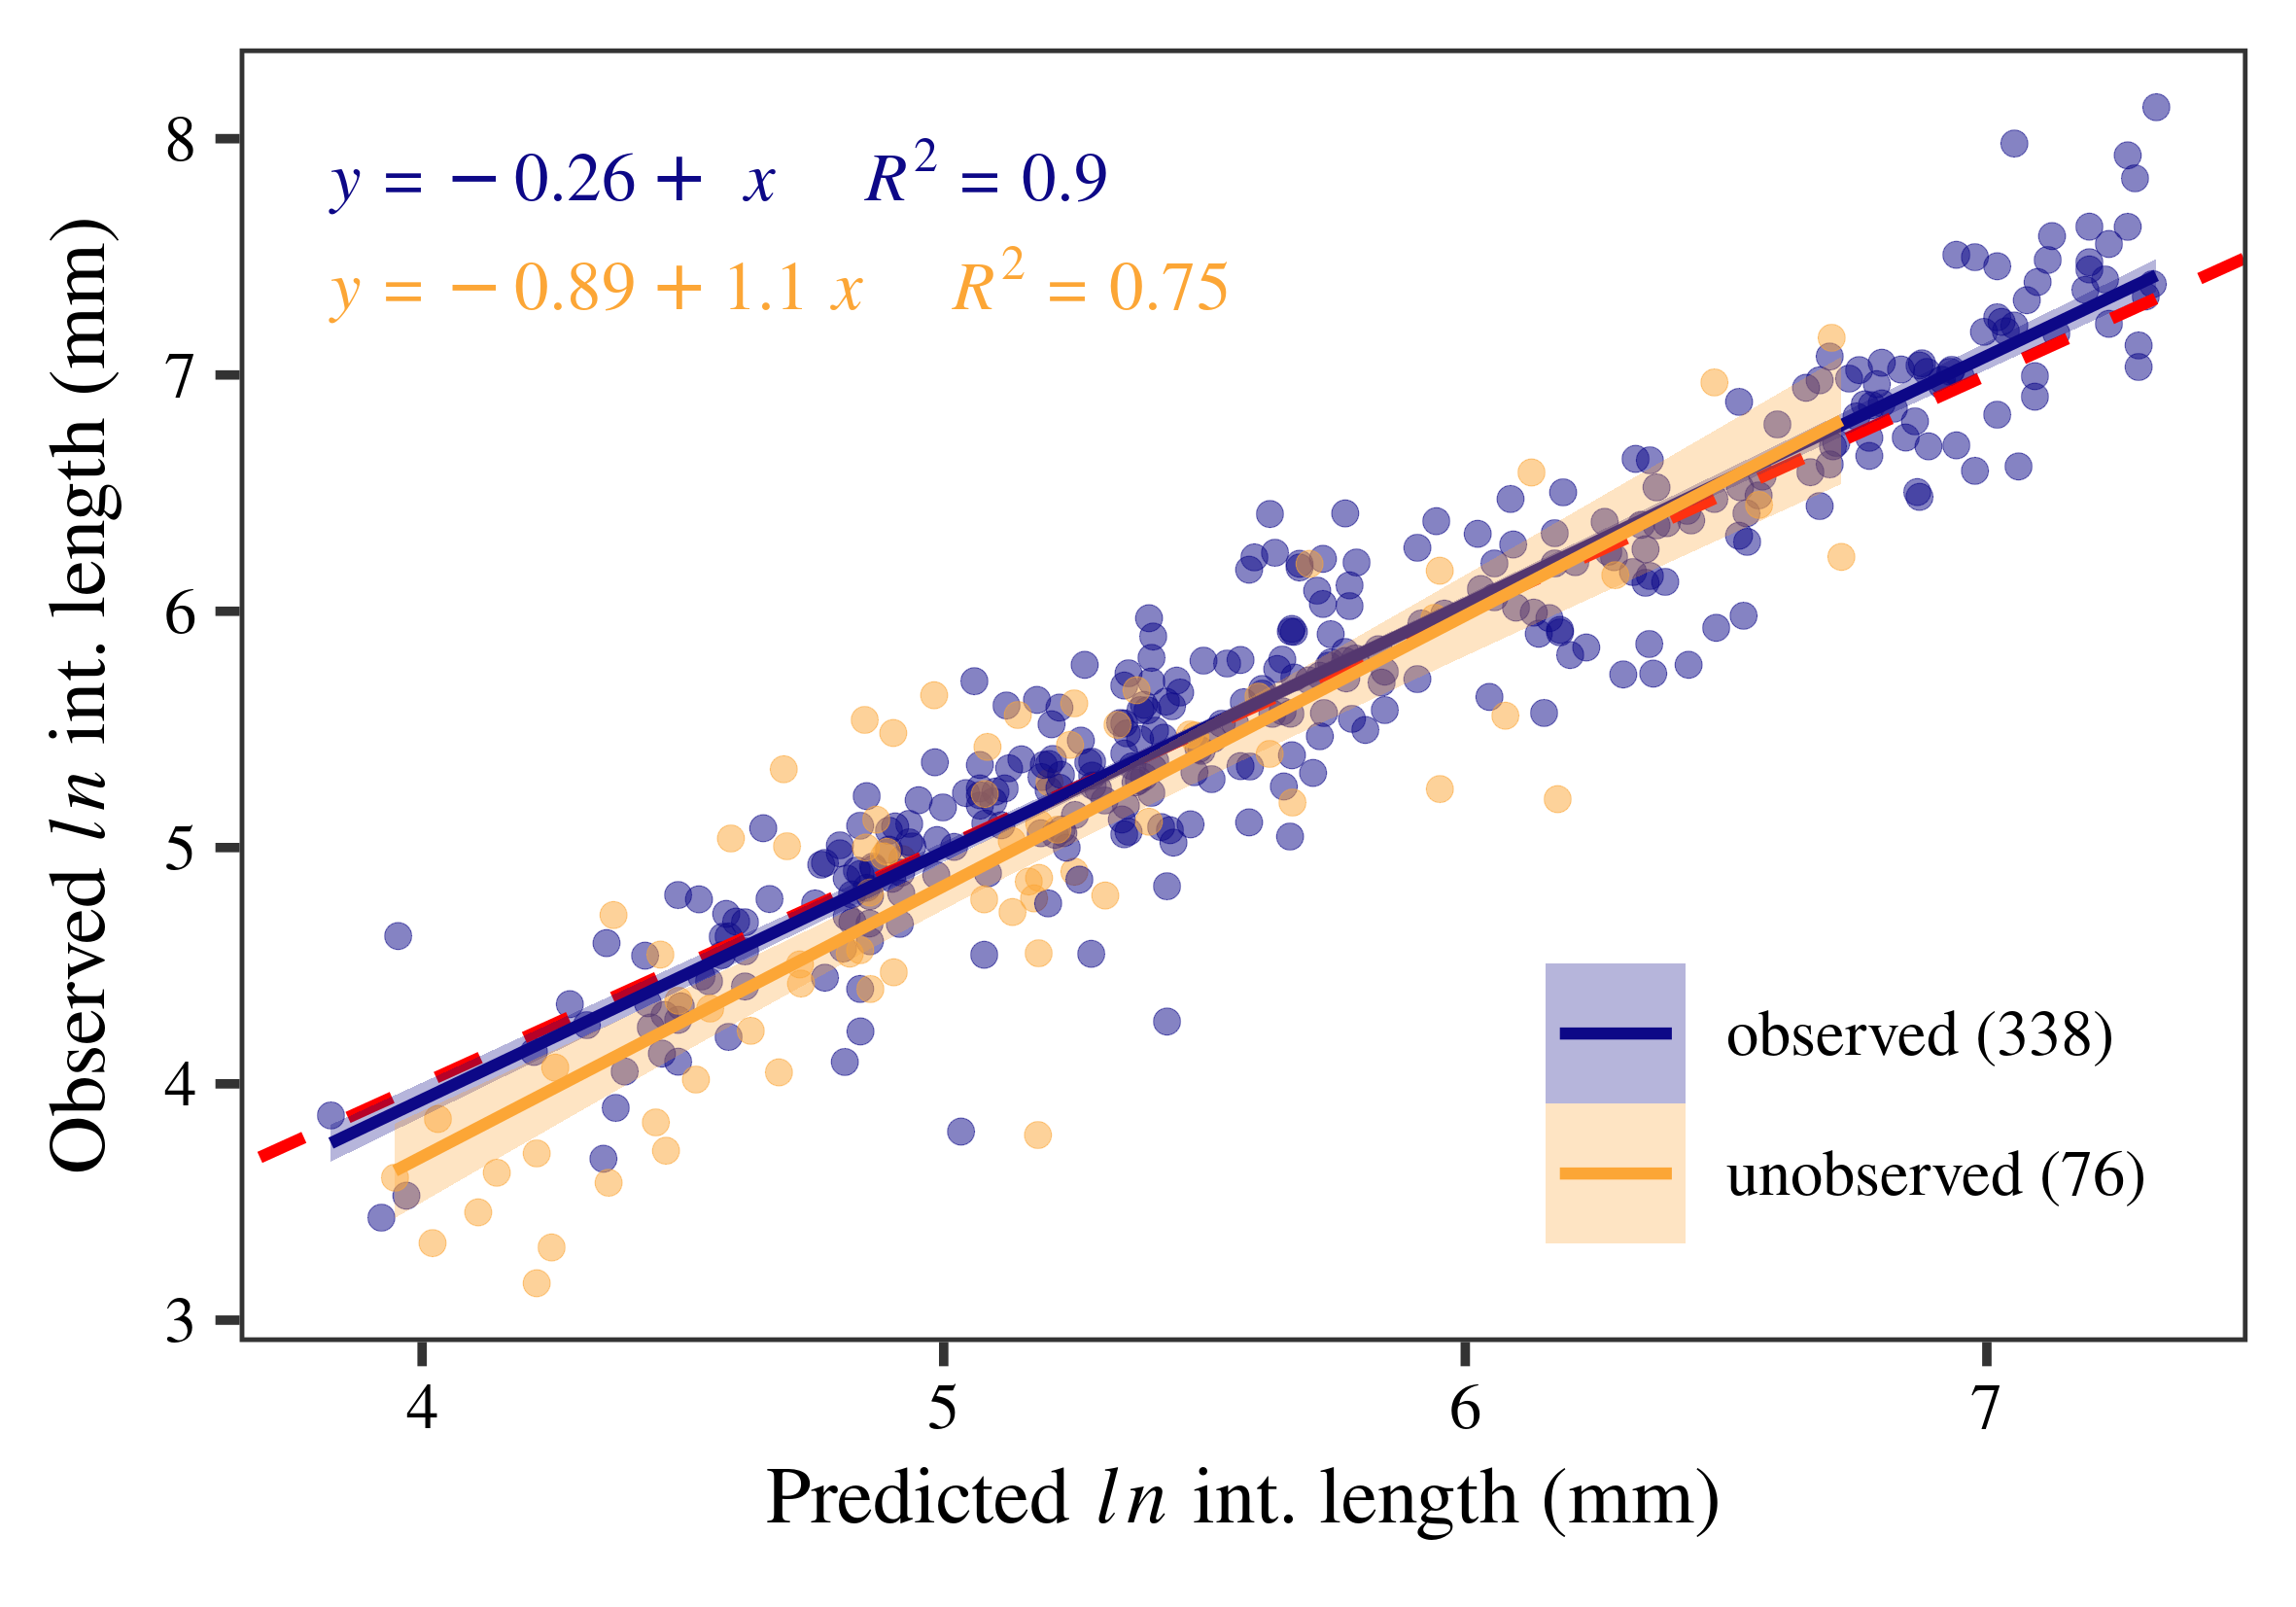 y = − 0.26 + x R² = 0.9
y = − 0.89 + 1.1 x R² = 0.75
8
7
6
5
4
3
Observed ln int. length (mm)
observed (338)
unobserved (76)
4 5 6 7
Predicted ln int. length (mm)